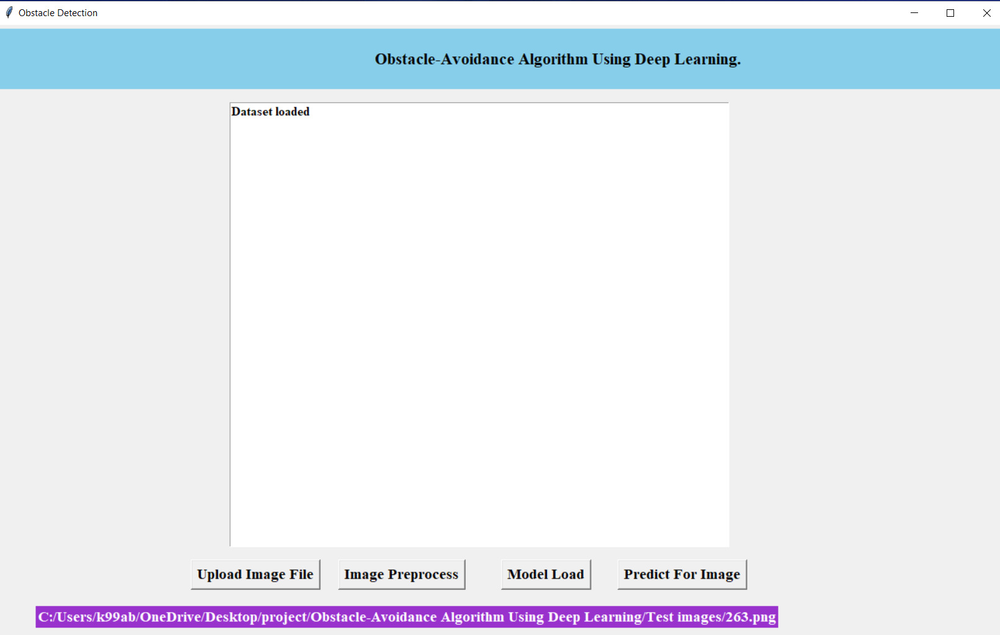 Obstacle Detection
Obstacle-Avoidance Algorithm Using Deep Learning.
Dataset loaded
Upload Image File
Image Preprocess
Model Load
Predict For Image
C:/Users/k99ab/OneDrive/Desktop/project/Obstacle-Avoidance Algorithm Using Deep Learning/Test images/263.png